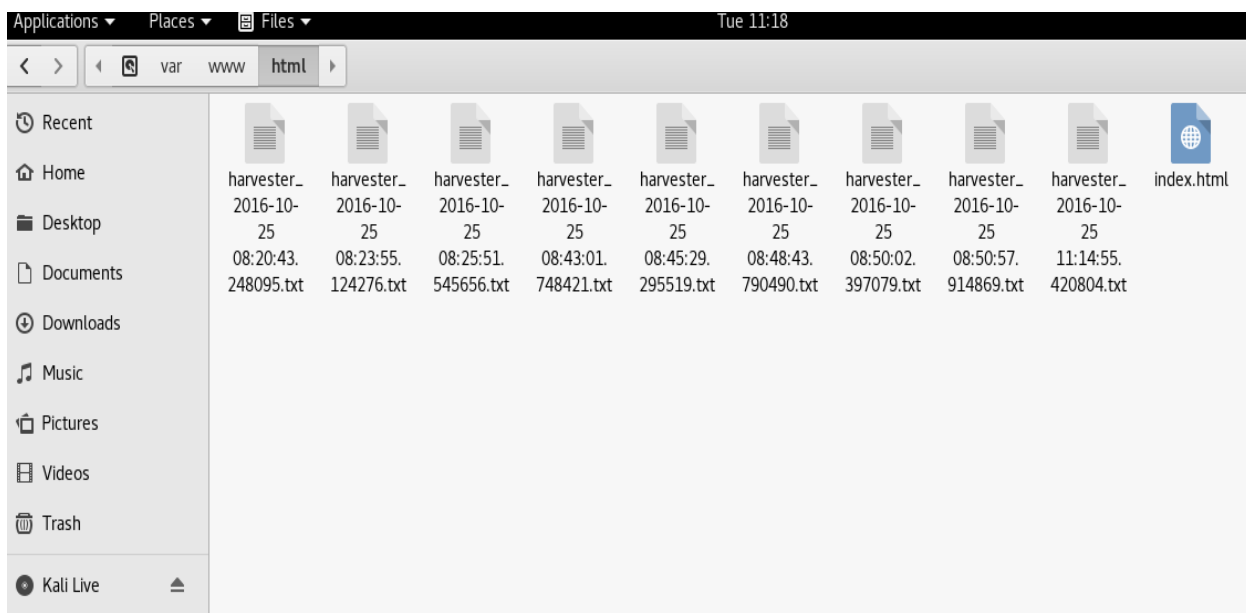 Applications Places Files Tue 11:18
var www html
Recent
Home
Desktop
Documents
Downloads
Music
Pictures
Videos
Trash
Kali Live
harvester_
2016-10-
25
08:20:43.
248095.txt
harvester_
2016-10-
25
08:23:55.
124276.txt
harvester_
2016-10-
25
08:25:51.
545656.txt
harvester_
2016-10-
25
08:43:01.
748421.txt
harvester_
2016-10-
25
08:45:29.
295519.txt
harvester_
2016-10-
25
08:48:43.
790490.txt
harvester_
2016-10-
25
08:50:02.
397079.txt
harvester_
2016-10-
25
08:50:57.
914869.txt
harvester_
2016-10-
25
11:14:55.
420804.txt
index.html